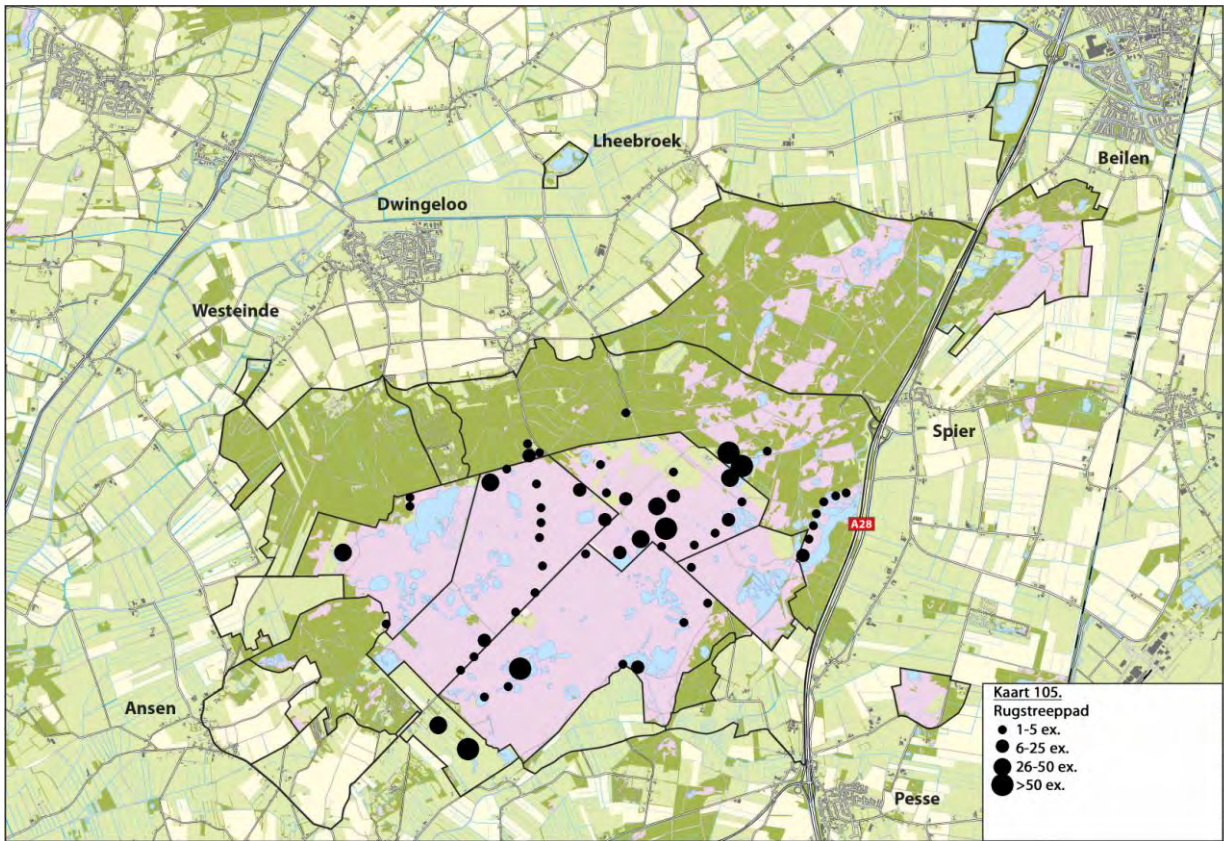 Lheebroek
Beilen
Dwingeloo
Westeinde
Spier
A28
Ansen
Pesse
Kaart 105.
Rugstreeppad
1-5 ex.
6-25 ex.
26-50 ex.
>50 ex.